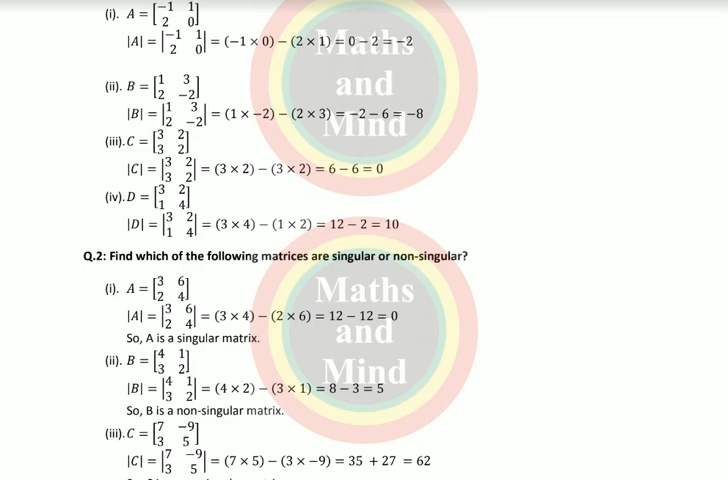 (i). A = [-1 1; 2 0]
|A| = |-1 1; 2 0| = (−1 × 0) − (2 × 1) = 0 − 2 = −2
(ii). B = [1 3; 2 -2]
|B| = |1 3; 2 -2| = (1 × −2) − (2 × 3) = −2 − 6 = −8
(iii). C = [3 2; 3 2]
|C| = |3 2; 3 2| = (3 × 2) − (3 × 2) = 6 − 6 = 0
(iv). D = [3 2; 1 4]
|D| = |3 2; 1 4| = (3 × 4) − (1 × 2) = 12 − 2 = 10
Maths
and
Mind
Q.2: Find which of the following matrices are singular or non-singular?
(i). A = [3 6; 2 4]
|A| = |3 6; 2 4| = (3 × 4) − (2 × 6) = 12 − 12 = 0
So, A is a singular matrix.
(ii). B = [4 1; 3 2]
|B| = |4 1; 3 2| = (4 × 2) − (3 × 1) = 8 − 3 = 5
So, B is a non-singular matrix.
(iii). C = [7 −9; 3 5]
|C| = |7 −9; 3 5| = (7 × 5) − (3 × −9) = 35 + 27 = 62
Maths
and
Mind